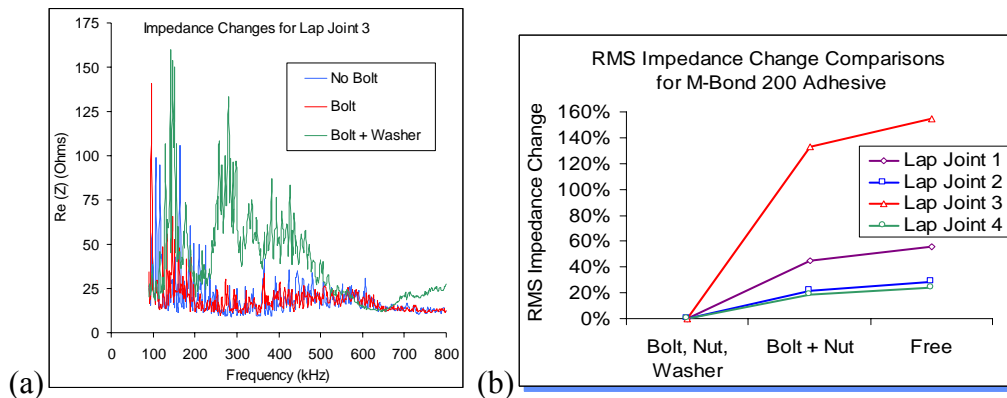 Impedance Changes for Lap Joint 3
175
150
125
100
75
50
25
0
Re (Z) (Ohms)
No Bolt
Bolt
Bolt + Washer
0 100 200 300 400 500 600 700 800
Frequency (kHz)
(a)
RMS Impedance Change Comparisons
for M-Bond 200 Adhesive
160%
140%
120%
100%
80%
60%
40%
20%
0%
RMS Impedance Change
Lap Joint 1
Lap Joint 2
Lap Joint 3
Lap Joint 4
Bolt, Nut,
Washer
Bolt + Nut
Free
(b)